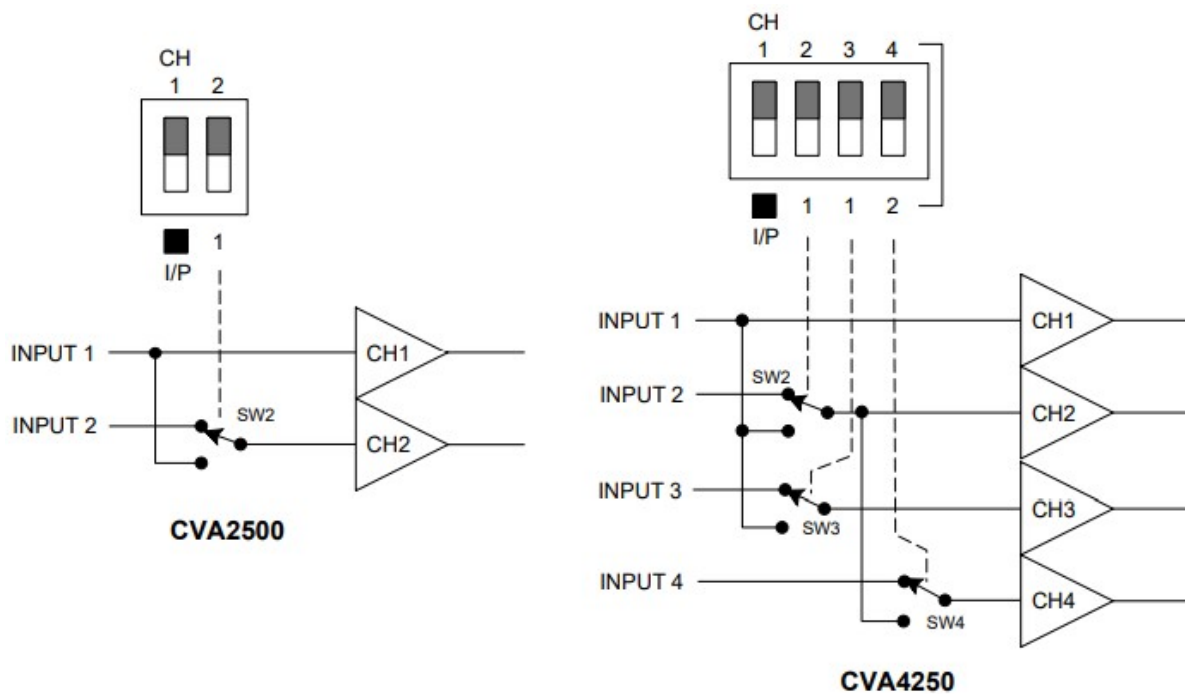 CH
1 2
1
I/P
INPUT 1
CH1
INPUT 2
SW2
CH2
CVA2500
CH
1 2 3 4
1 1 2
I/P
INPUT 1
CH1
INPUT 2
SW2
CH2
INPUT 3
SW3
CH3
INPUT 4
SW4
CH4
CVA4250